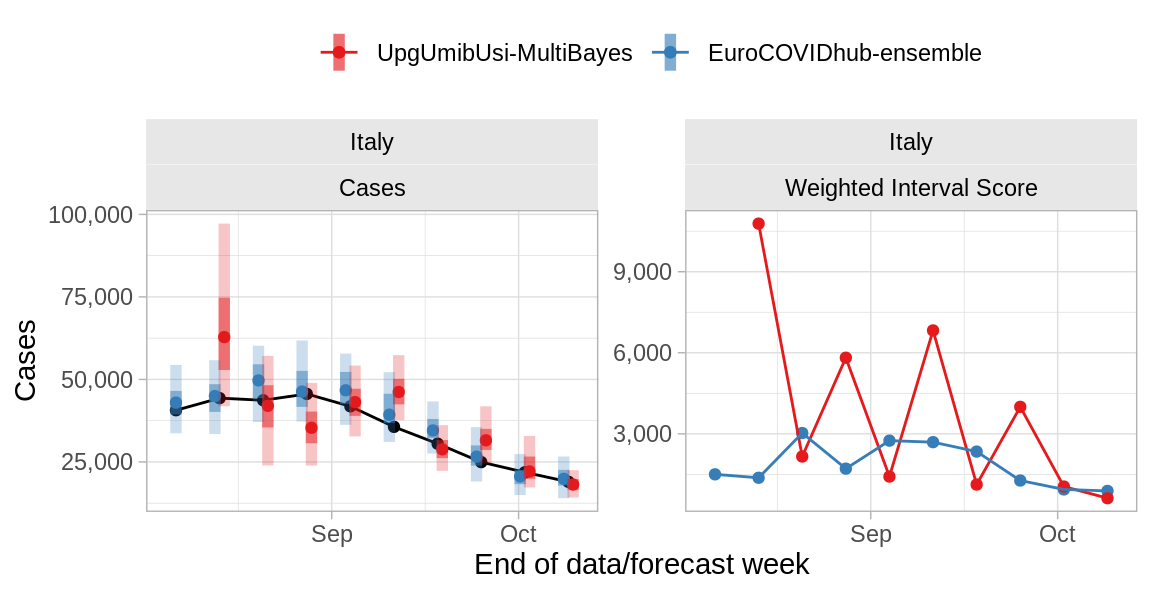 UpgUmibUsi-MultiBayes EuroCOVIDhub-ensemble
Italy
Cases
Italy
Weighted Interval Score
Cases
100,000
75,000
50,000
25,000
9,000
6,000
3,000
Sep Oct
Sep Oct
End of data/forecast week